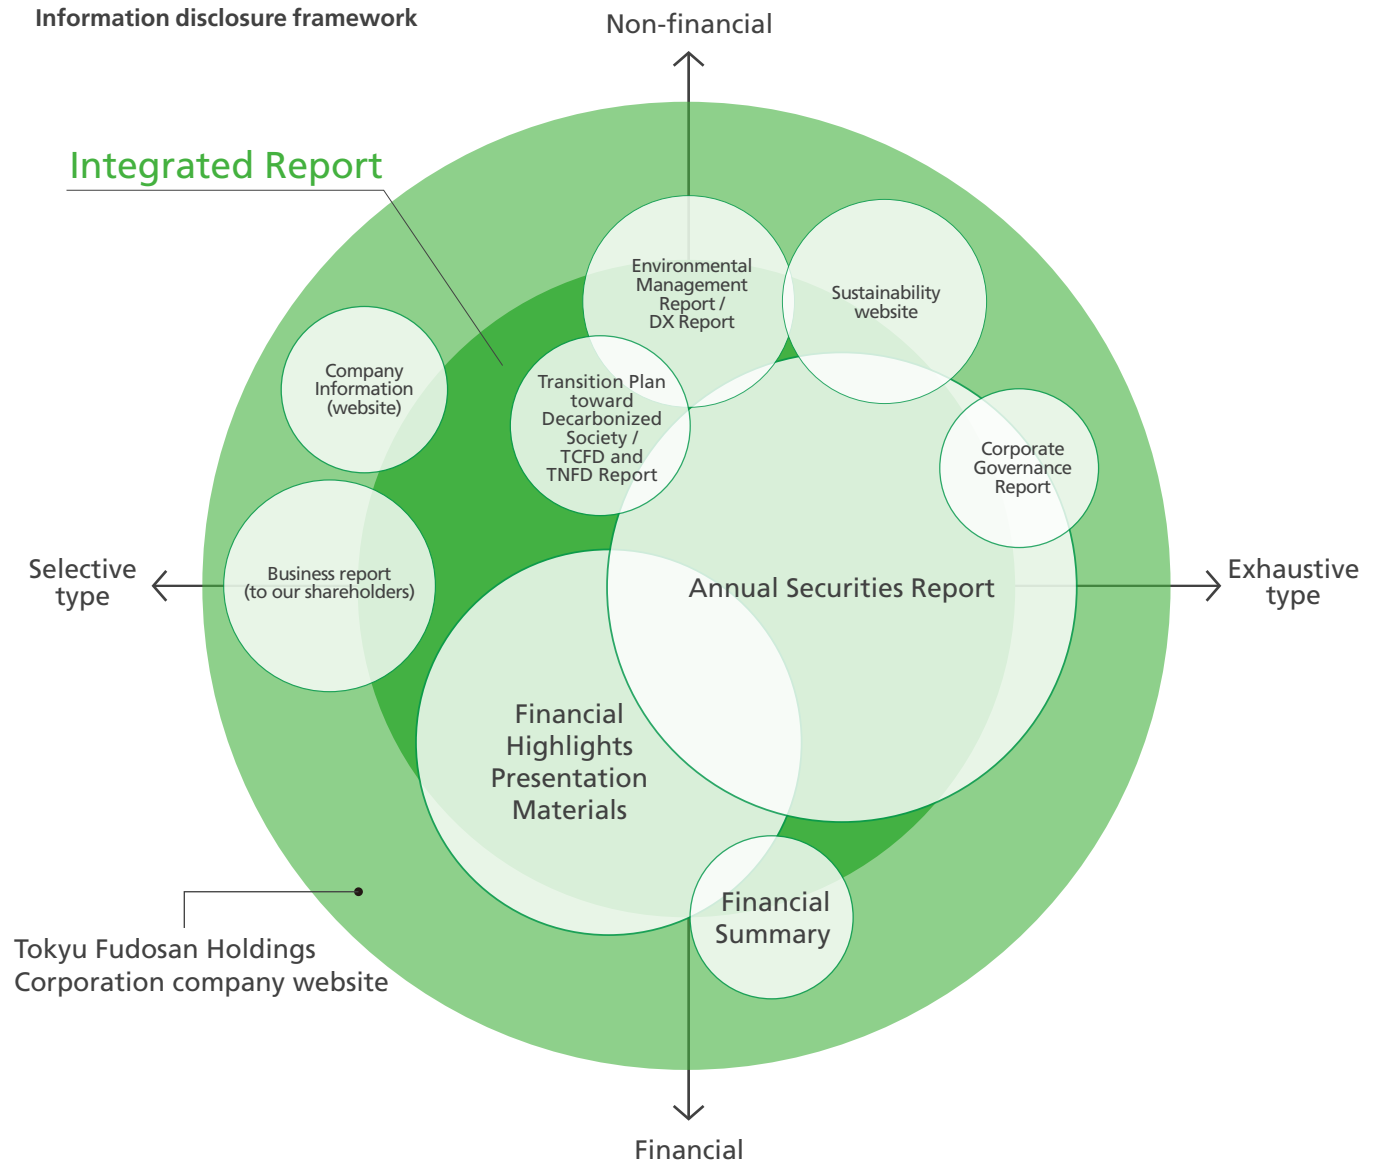 Information disclosure framework
Non-financial
Integrated Report
Environmental
Management
Report /
DX Report
Sustainability
website
Company
Information
(website)
Transition Plan
toward
Decarbonized
Society /
TCFD and
TNFD Report
Corporate
Governance
Report
Selective
type
Business report
(to our shareholders)
Annual Securities Report
Exhaustive
type
Financial
Highlights
Presentation
Materials
Financial
Summary
Tokyu Fudosan Holdings
Corporation company website
Financial